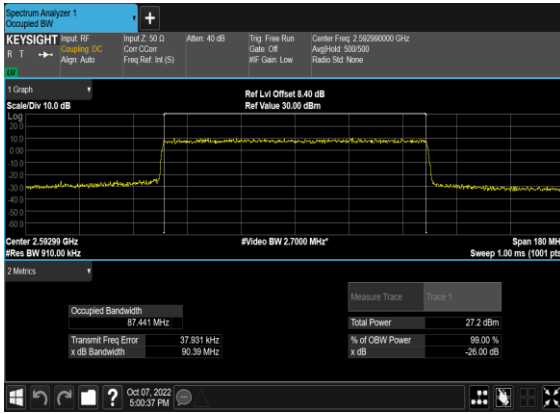 Spectrum Analyzer 1
Occupied BW
KEYSIGHT
R T
LW
Input: RF
Coupling: DC
Align: Auto
Input Z: 50 Ω
Corr CCorr
Freq Ref: Int (S)
Atten: 40 dB
Trig: Free Run
Gate: Off
#IF Gain: Low
Center Freq: 2.592990000 GHz
Avg|Hold: 500/500
Radio Std: None
1 Graph
Scale/Div 10.0 dB
Ref Lvl Offset 8.40 dB
Ref Value 30.00 dBm
Log
20.0
10.0
0.00
-10.0
-20.0
-30.0
-40.0
-50.0
-60.0
Center 2.59299 GHz
#Res BW 910.00 kHz
#Video BW 2.7000 MHz*
Span 180 MH
Sweep 1.00 ms (1001 pts
2 Metrics
Measure Trace
Trace 1
Occupied Bandwidth
87.441 MHz
Total Power
27.2 dBm
Transmit Freq Error
37.931 kHz
% of OBW Power
99.00 %
x dB Bandwidth
90.39 MHz
x dB
-26.00 dB
?
Oct 07, 2022
5:00:37 PM